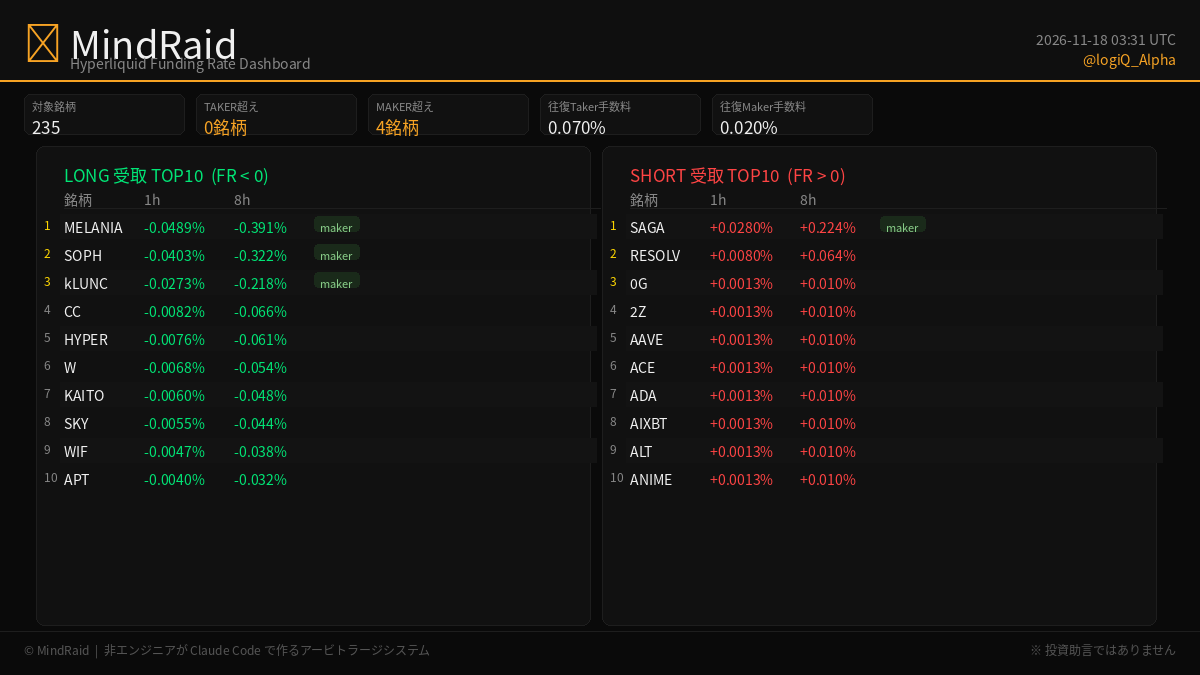 MindRaid
Hyperliquid Funding Rate Dashboard
2026-11-18 03:31 UTC
@logiQ_Alpha
対象銘柄
235
TAKER超え
0銘柄
MAKER超え
4銘柄
往復Taker手数料
0.070%
往復Maker手数料
0.020%
LONG 受取 TOP10 (FR < 0)
銘柄 1h 8h
1 MELANIA -0.0489% -0.391% maker
2 SOPH -0.0403% -0.322% maker
3 kLUNC -0.0273% -0.218% maker
4 CC -0.0082% -0.066%
5 HYPER -0.0076% -0.061%
6 W -0.0068% -0.054%
7 KAITO -0.0060% -0.048%
8 SKY -0.0055% -0.044%
9 WIF -0.0047% -0.038%
10 APT -0.0040% -0.032%
SHORT 受取 TOP10 (FR > 0)
銘柄 1h 8h
1 SAGA +0.0280% +0.224% maker
2 RESOLV +0.0080% +0.064%
3 0G +0.0013% +0.010%
4 2Z +0.0013% +0.010%
5 AAVE +0.0013% +0.010%
6 ACE +0.0013% +0.010%
7 ADA +0.0013% +0.010%
8 AIXBT +0.0013% +0.010%
9 ALT +0.0013% +0.010%
10 ANIME +0.0013% +0.010%
© MindRaid | 非エンジニアが Claude Code で作るアービトラージシステム
※ 投資助言ではありません